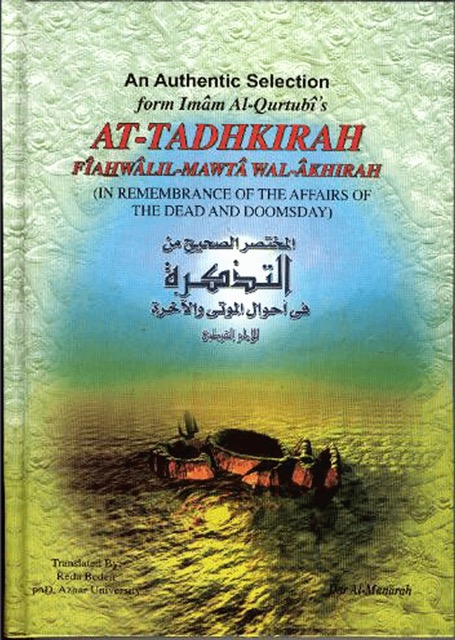 An Authentic Selection
form Imâm Al-Qurtubî's
AT-TADHKIRAH
FÎAHWÂLIL-MAWTÂ WAL-ÂKHIRAH
(IN REMEMBRANCE OF THE AFFAIRS OF
THE DEAD AND DOOMSDAY)
المختصر الصحيح من
التذكرة
في أحوال الموتى والآخرة
للإمام القرطبي
Translated By:
Reda Bedeir
phD, Azhar University
Dar Al-Manarah